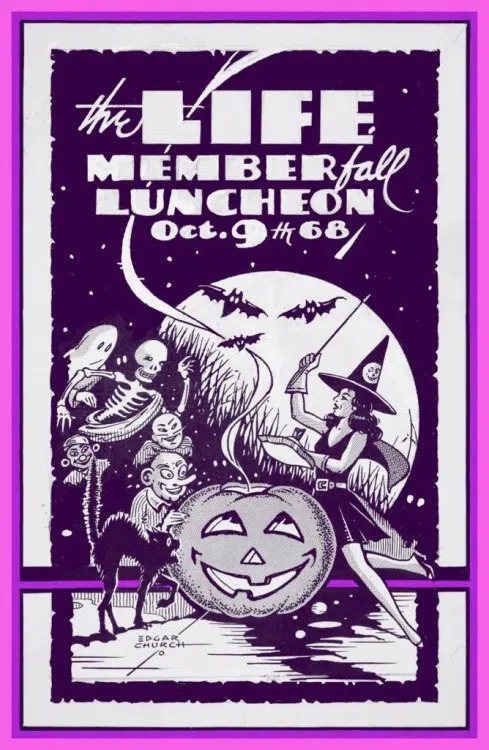 the LIFE
MEMBER fall
LUNCHEON
Oct. 9th 68
EDGAR
CHURCH